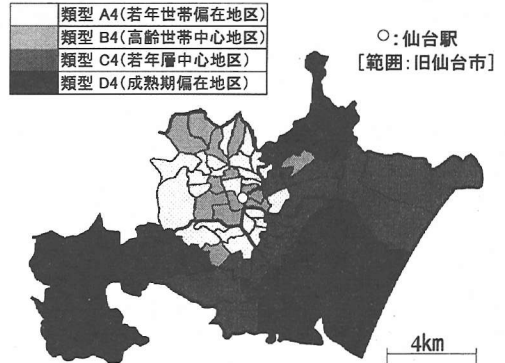 類型 A4(若年世帯偏在地区)
類型 B4(高齢世帯中心地区)
類型 C4(若年層中心地区)
類型 D4(成熟期偏在地区)
○:仙台駅
[範囲:旧仙台市]
4km